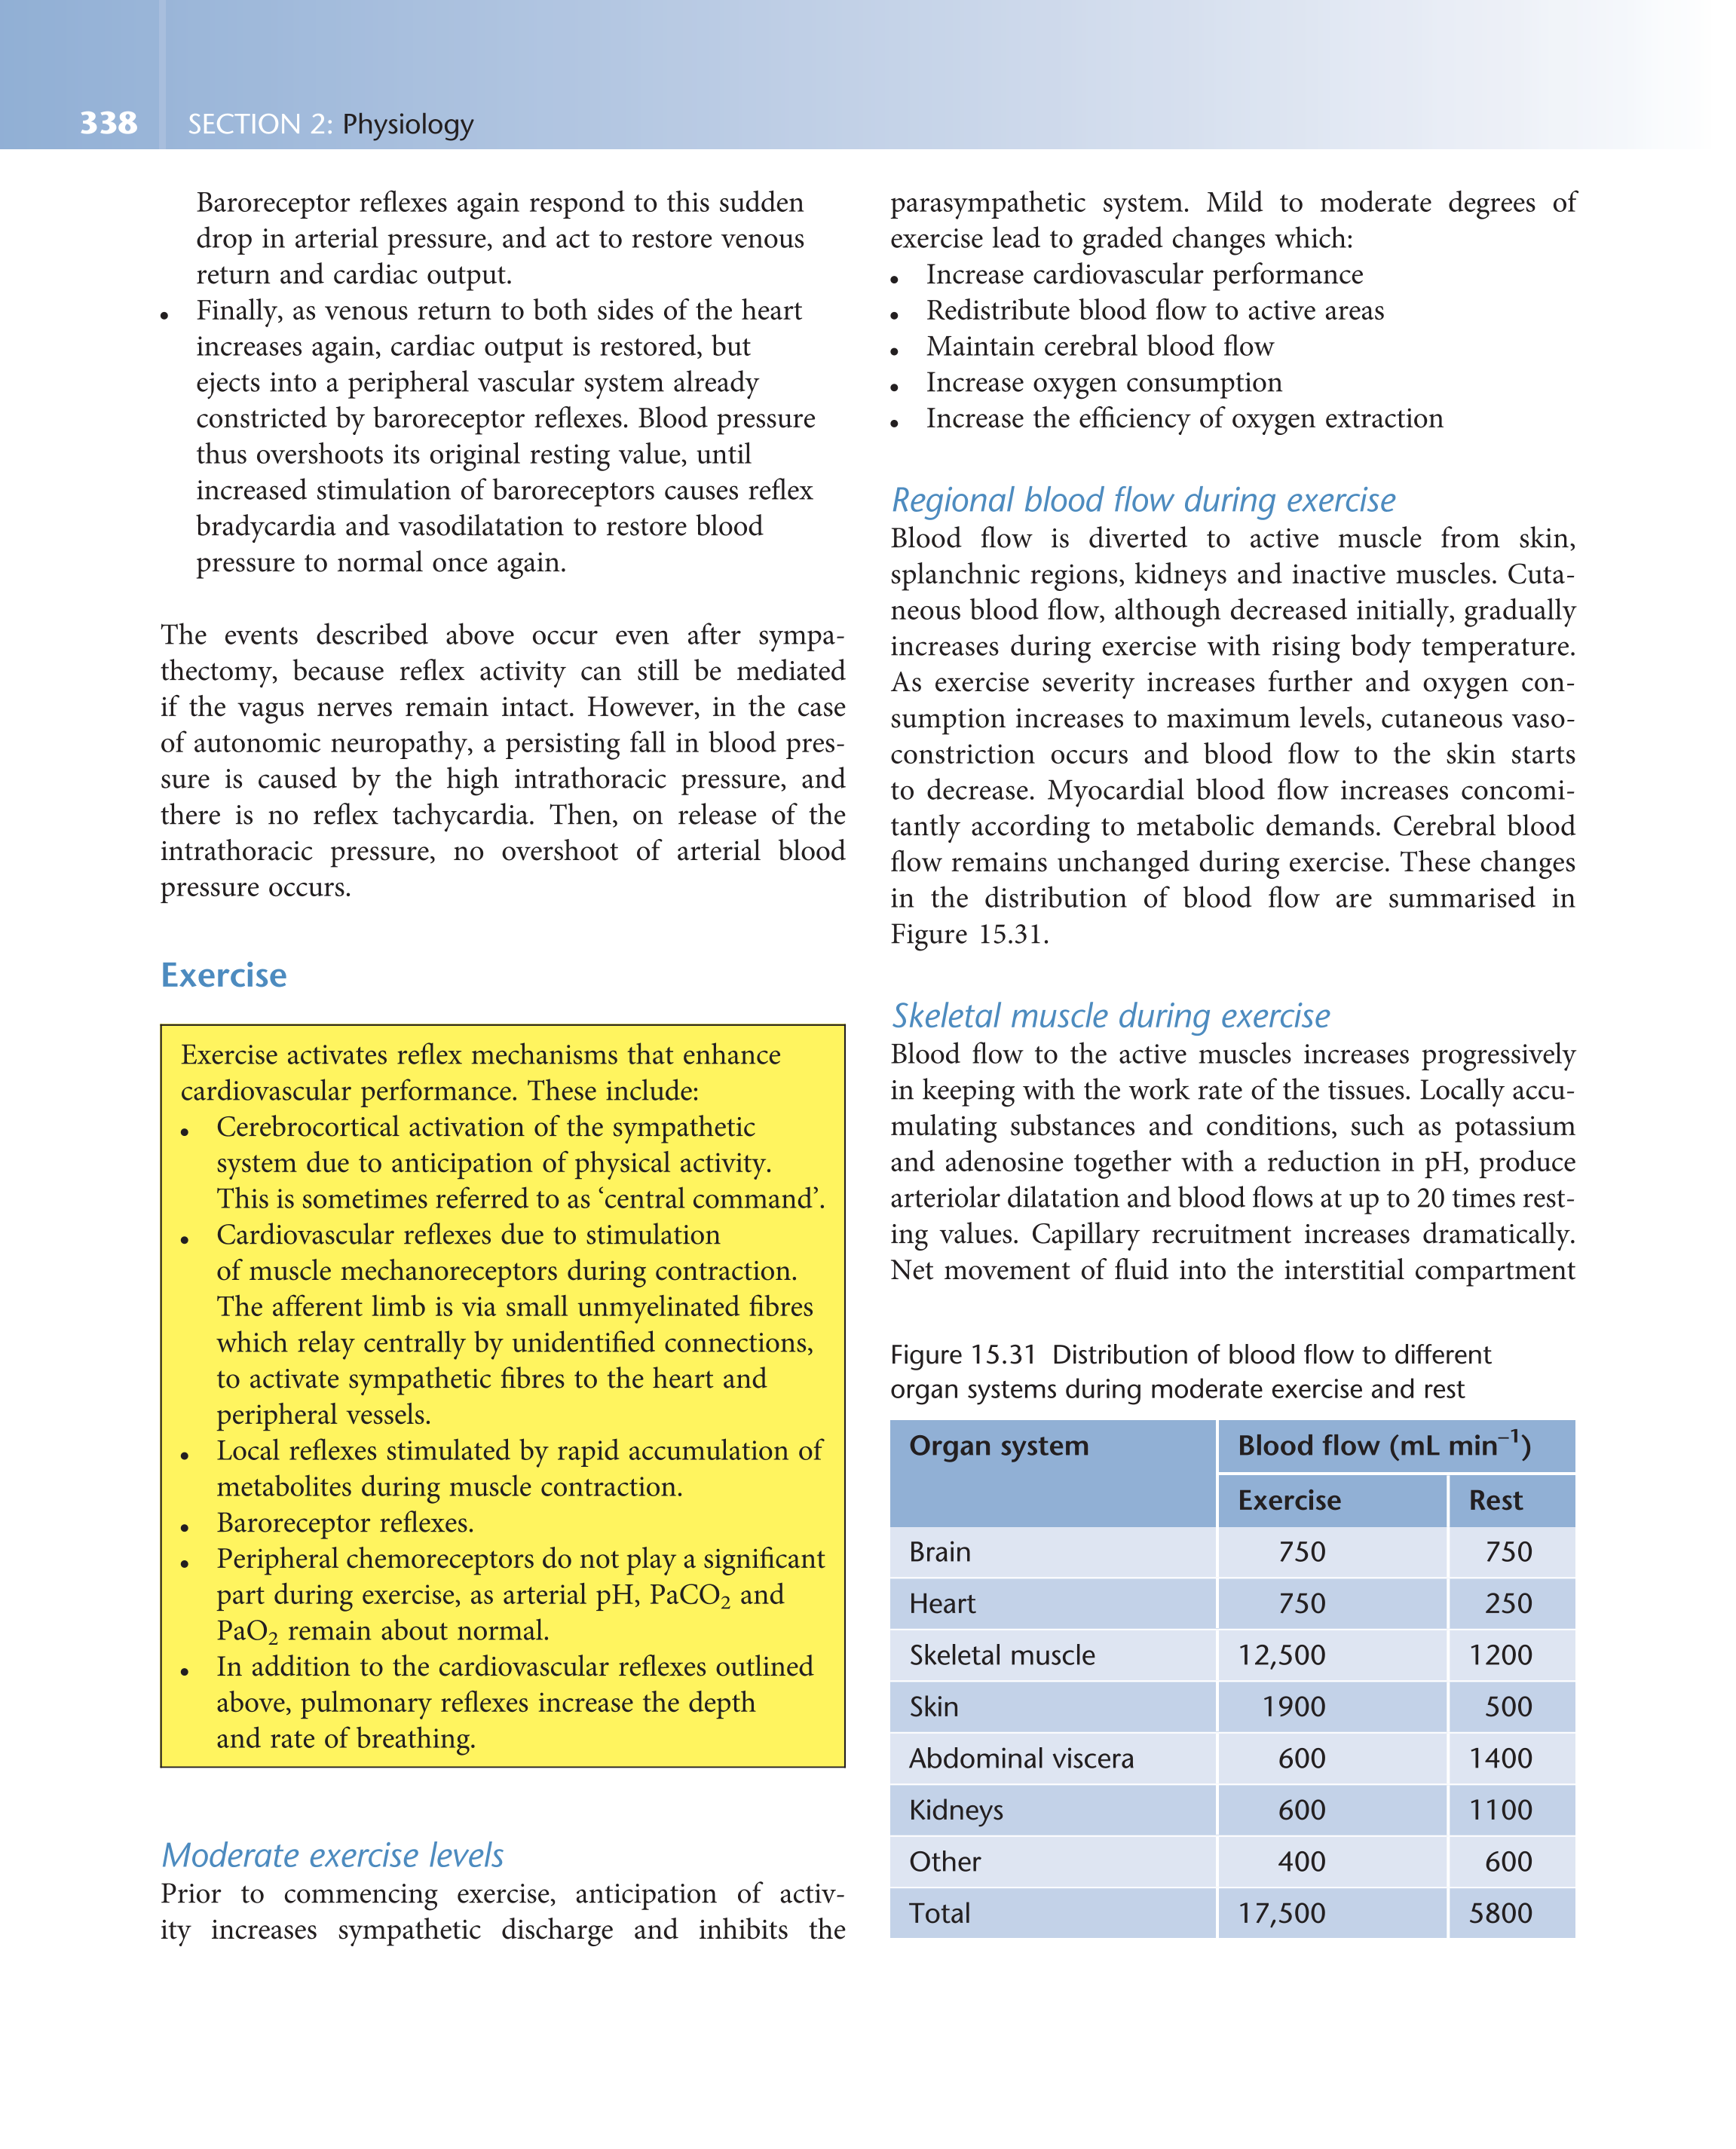 338 SECTION 2: Physiology
Baroreceptor reflexes again respond to this sudden
drop in arterial pressure, and act to restore venous
return and cardiac output.
• Finally, as venous return to both sides of the heart
increases again, cardiac output is restored, but
ejects into a peripheral vascular system already
constricted by baroreceptor reflexes. Blood pressure
thus overshoots its original resting value, until
increased stimulation of baroreceptors causes reflex
bradycardia and vasodilatation to restore blood
pressure to normal once again.
The events described above occur even after sympa-
thectomy, because reflex activity can still be mediated
if the vagus nerves remain intact. However, in the case
of autonomic neuropathy, a persisting fall in blood pres-
sure is caused by the high intrathoracic pressure, and
there is no reflex tachycardia. Then, on release of the
intrathoracic pressure, no overshoot of arterial blood
pressure occurs.
Exercise
Exercise activates reflex mechanisms that enhance
cardiovascular performance. These include:
• Cerebrocortical activation of the sympathetic
system due to anticipation of physical activity.
This is sometimes referred to as ‘central command’.
• Cardiovascular reflexes due to stimulation
of muscle mechanoreceptors during contraction.
The afferent limb is via small unmyelinated fibres
which relay centrally by unidentified connections,
to activate sympathetic fibres to the heart and
peripheral vessels.
• Local reflexes stimulated by rapid accumulation of
metabolites during muscle contraction.
• Baroreceptor reflexes.
• Peripheral chemoreceptors do not play a significant
part during exercise, as arterial pH, PaCO₂ and
PaO₂ remain about normal.
• In addition to the cardiovascular reflexes outlined
above, pulmonary reflexes increase the depth
and rate of breathing.
Moderate exercise levels
Prior to commencing exercise, anticipation of activ-
ity increases sympathetic discharge and inhibits the
parasympathetic system. Mild to moderate degrees of
exercise lead to graded changes which:
• Increase cardiovascular performance
• Redistribute blood flow to active areas
• Maintain cerebral blood flow
• Increase oxygen consumption
• Increase the efficiency of oxygen extraction
Regional blood flow during exercise
Blood flow is diverted to active muscle from skin,
splanchnic regions, kidneys and inactive muscles. Cuta-
neous blood flow, although decreased initially, gradually
increases during exercise with rising body temperature.
As exercise severity increases further and oxygen con-
sumption increases to maximum levels, cutaneous vaso-
constriction occurs and blood flow to the skin starts
to decrease. Myocardial blood flow increases concomi-
tantly according to metabolic demands. Cerebral blood
flow remains unchanged during exercise. These changes
in the distribution of blood flow are summarised in
Figure 15.31.
Skeletal muscle during exercise
Blood flow to the active muscles increases progressively
in keeping with the work rate of the tissues. Locally accu-
mulating substances and conditions, such as potassium
and adenosine together with a reduction in pH, produce
arteriolar dilatation and blood flows at up to 20 times rest-
ing values. Capillary recruitment increases dramatically.
Net movement of fluid into the interstitial compartment
Figure 15.31 Distribution of blood flow to different
organ systems during moderate exercise and rest
Organ system Blood flow (mL min⁻¹)
Exercise Rest
Brain 750 750
Heart 750 250
Skeletal muscle 12,500 1200
Skin 1900 500
Abdominal viscera 600 1400
Kidneys 600 1100
Other 400 600
Total 17,500 5800